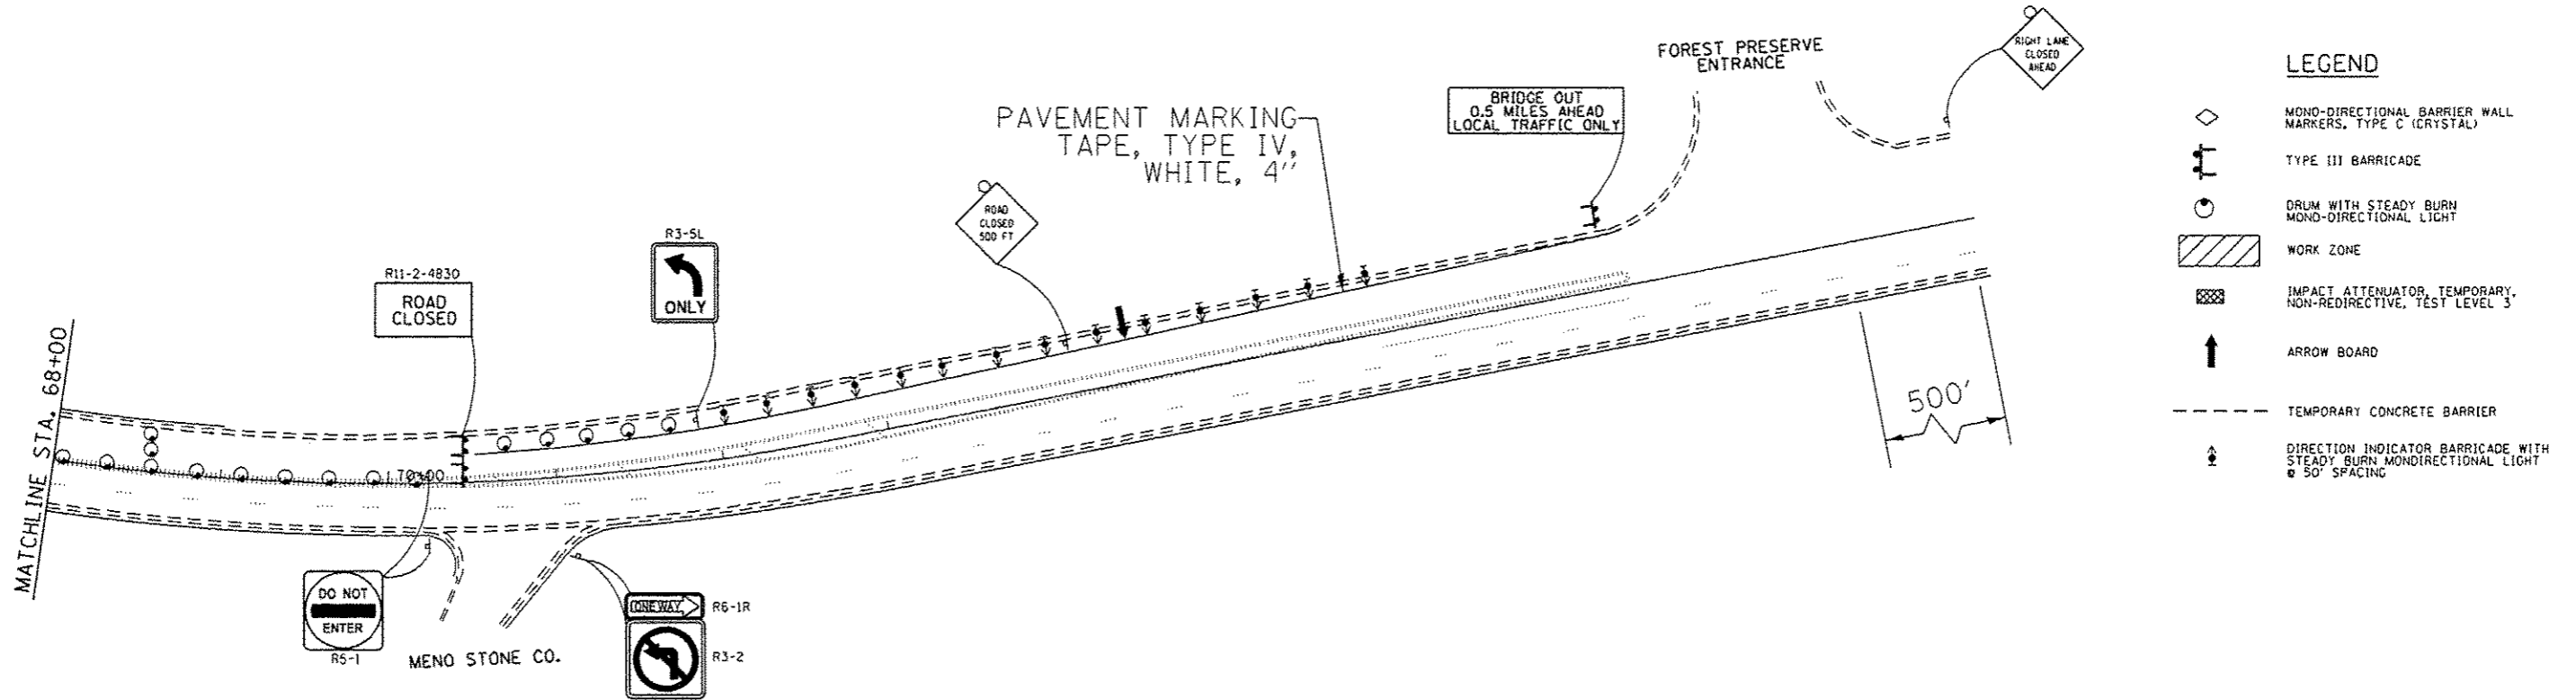 FOREST PRESERVE
ENTRANCE
RIGHT LANE
CLOSED
AHEAD
BRIDGE OUT
0.5 MILES AHEAD
LOCAL TRAFFIC ONLY
PAVEMENT MARKING
TAPE, TYPE IV,
WHITE, 4"
ROAD
CLOSED
500 FT
R3-5L
ONLY
R11-2-4830
ROAD
CLOSED
MATCHLINE STA. 68+00
70+00
500'
DO NOT
ENTER
R5-1
MENO STONE CO.
ONE WAY
R6-1R
R3-2
LEGEND
MONO-DIRECTIONAL BARRIER WALL
MARKERS, TYPE C (CRYSTAL)
TYPE III BARRICADE
DRUM WITH STEADY BURN
MONO-DIRECTIONAL LIGHT
WORK ZONE
IMPACT ATTENUATOR, TEMPORARY,
NON-REDIRECTIVE, TEST LEVEL 3
ARROW BOARD
TEMPORARY CONCRETE BARRIER
DIRECTION INDICATOR BARRICADE WITH
STEADY BURN MONODIRECTIONAL LIGHT
@ 50' SPACING